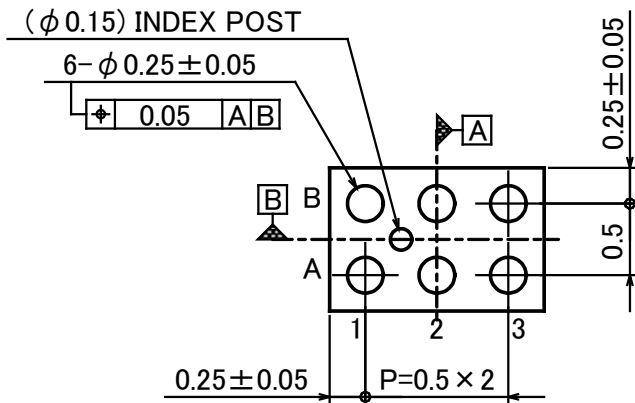 (φ0.15) INDEX POST
6-φ0.25±0.05
⌖ 0.05 A B
A
0.25±0.05
B
B
0.5
A
1 2 3
0.25±0.05 P=0.5×2